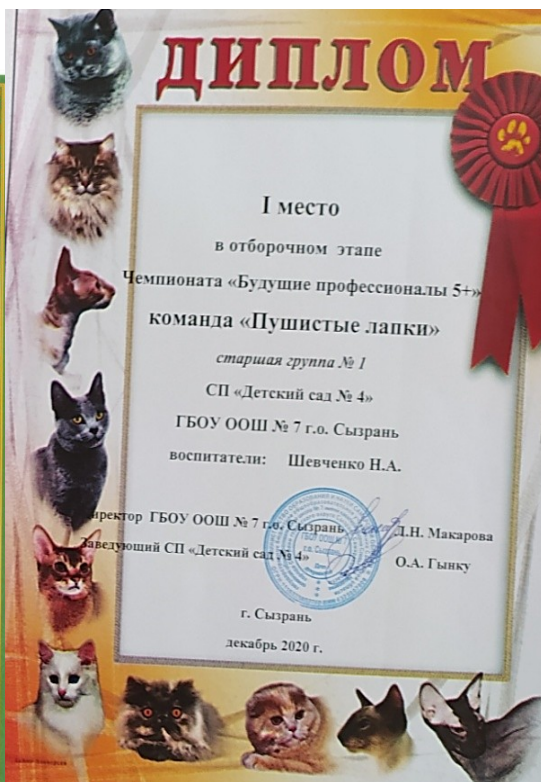 ДИПЛОМ
I место
в отборочном этапе
Чемпионата «Будущие профессионалы 5+»
команда «Пушистые лапки»
старшая группа № 1
СП «Детский сад № 4»
ГБОУ ООШ № 7 г.о. Сызрань
воспитатели: Шевченко Н.А.
Директор ГБОУ ООШ № 7 г.о. Сызрань Л.Н. Макарова
Заведующий СП «Детский сад № 4» О.А. Гынку
г. Сызрань
декабрь 2020 г.